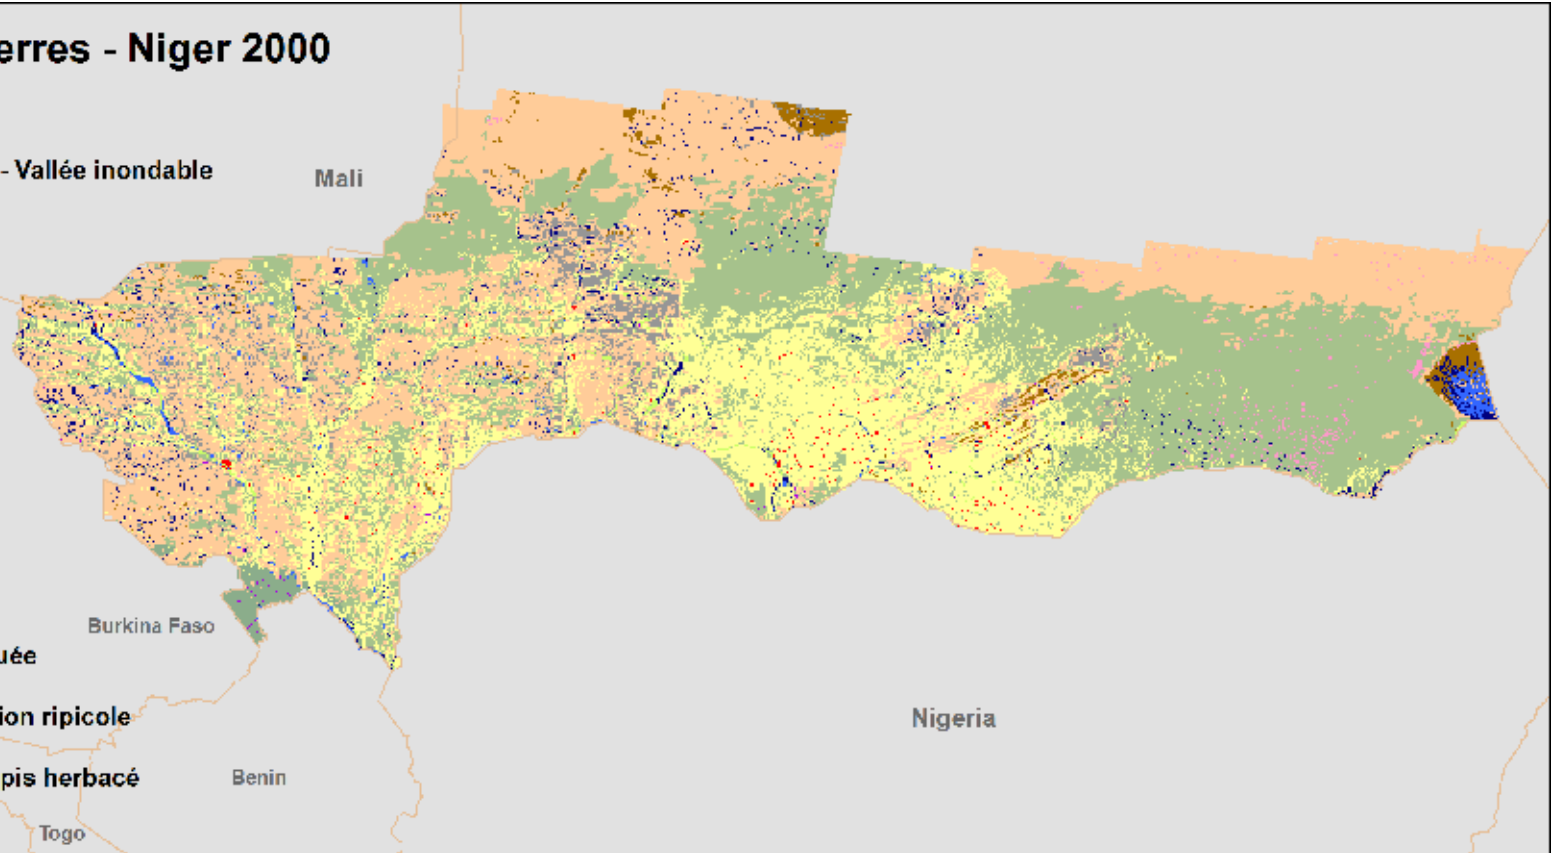 erres - Niger 2000
- Vallée inondable
Mali
Burkina Faso
uée
ion ripicole
Nigeria
pis herbacé
Benin
Togo